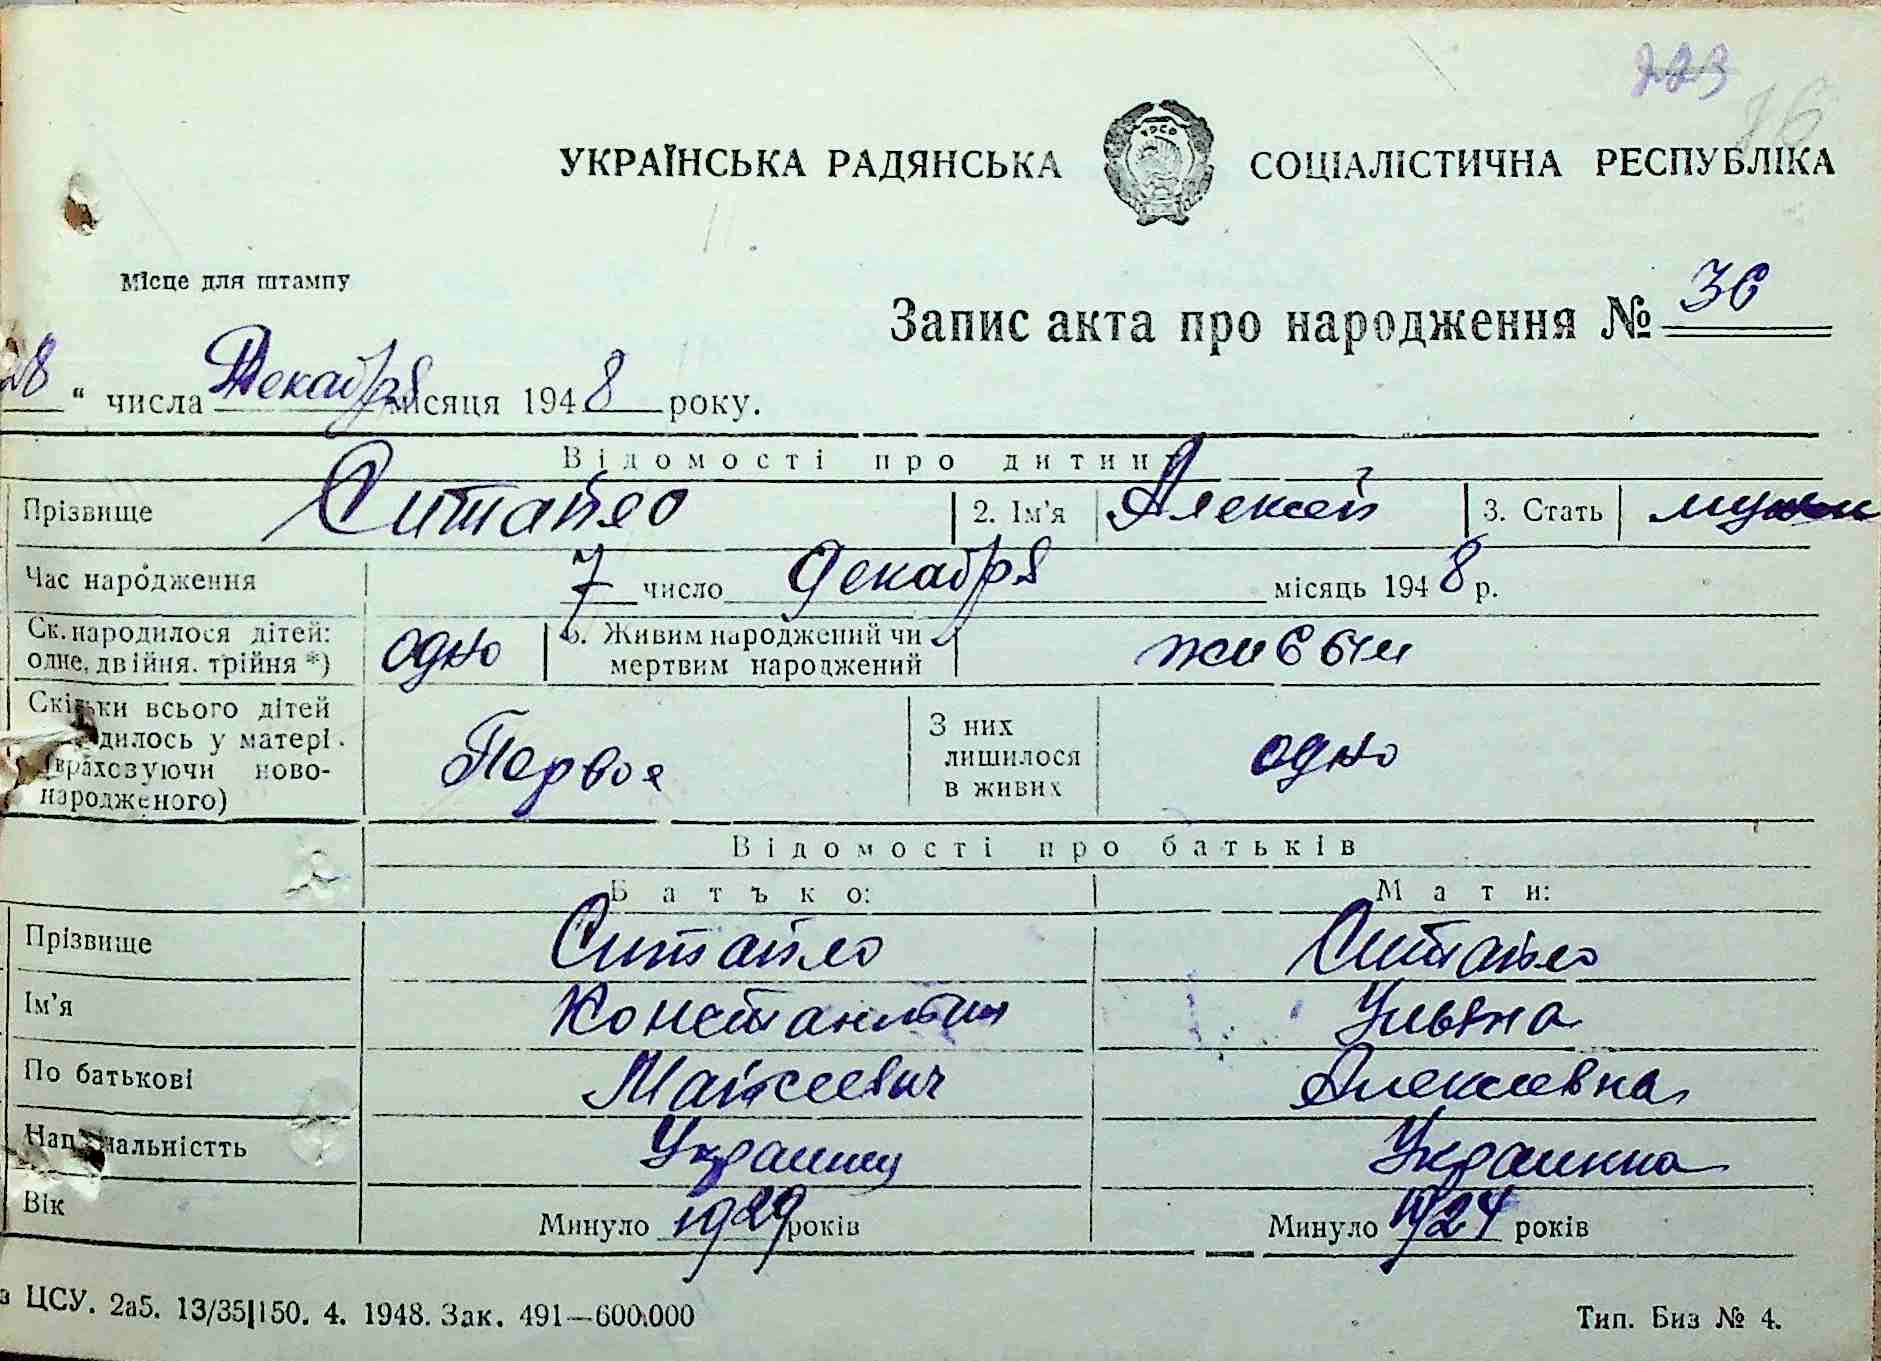 223
76
УКРАЇНСЬКА РАДЯНСЬКА СОЦІАЛІСТИЧНА РЕСПУБЛІКА
УРСР
Місце для штампу
Запис акта про народження № 36
28 " числа Декабря місяця 1948 року.
Відомості про дитину
Прізвище Ситайло 2. Ім'я Алексей 3. Стать мужск
Час народження 7 число декабря місяць 1948 р.
Ск. народилося дітей: одне, двійня, трійня *) одно 6. Живим народжений чи мертвим народжений живым
Скільки всього дітей народилось у матері (враховуючи новонародженого) Первое З них лишилося в живих одно
Відомості про батьків
Батько: Мати:
Прізвище Ситайло Ситайло
Ім'я Константин Ульяна
По батькові Алексеевна
Національністть Украинец Украинка
Вік Минуло 1929 років Минуло 1924 років
з ЦСУ. 2а5. 13/35|150. 4. 1948. Зак. 491—600.000 Тип. Биз № 4.